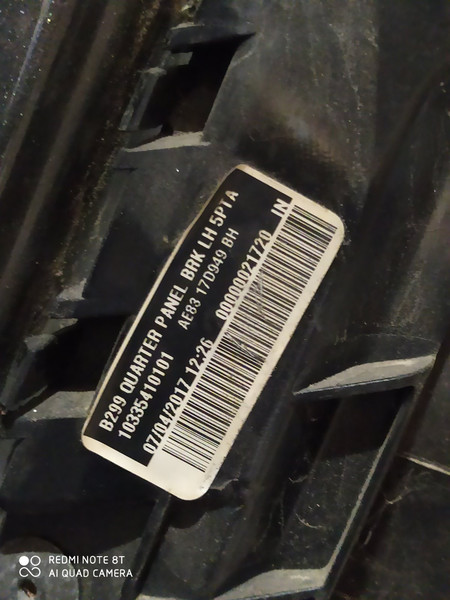 B299 QUARTER PANEL BRK LH 5PTA
10335410101 AE83 17D949 BH
07/04/2017 12:26 00000021720 IN
REDMI NOTE 8T
AI QUAD CAMERA